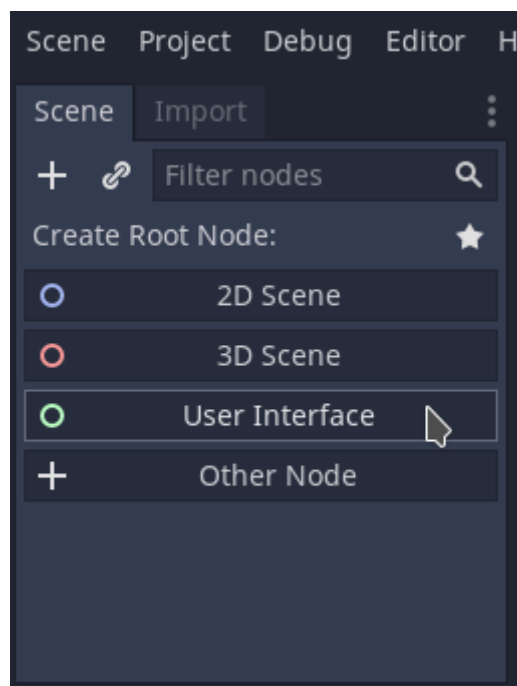 Scene Project Debug Editor H
Scene Import
Filter nodes
Create Root Node:
2D Scene
3D Scene
User Interface
Other Node